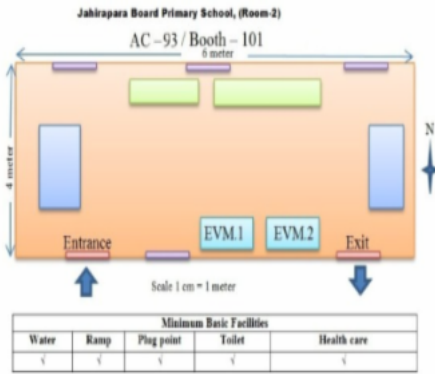 Jahirapara Board Primary School, (Room-2)
AC –93 / Booth – 101
6 meter
4 meter
N
EVM.1 EVM.2
Entrance Exit
Scale 1 cm = 1 meter
Minimum Basic Facilities
Water Ramp Plug point Toilet Health care
√ √ √ √ √